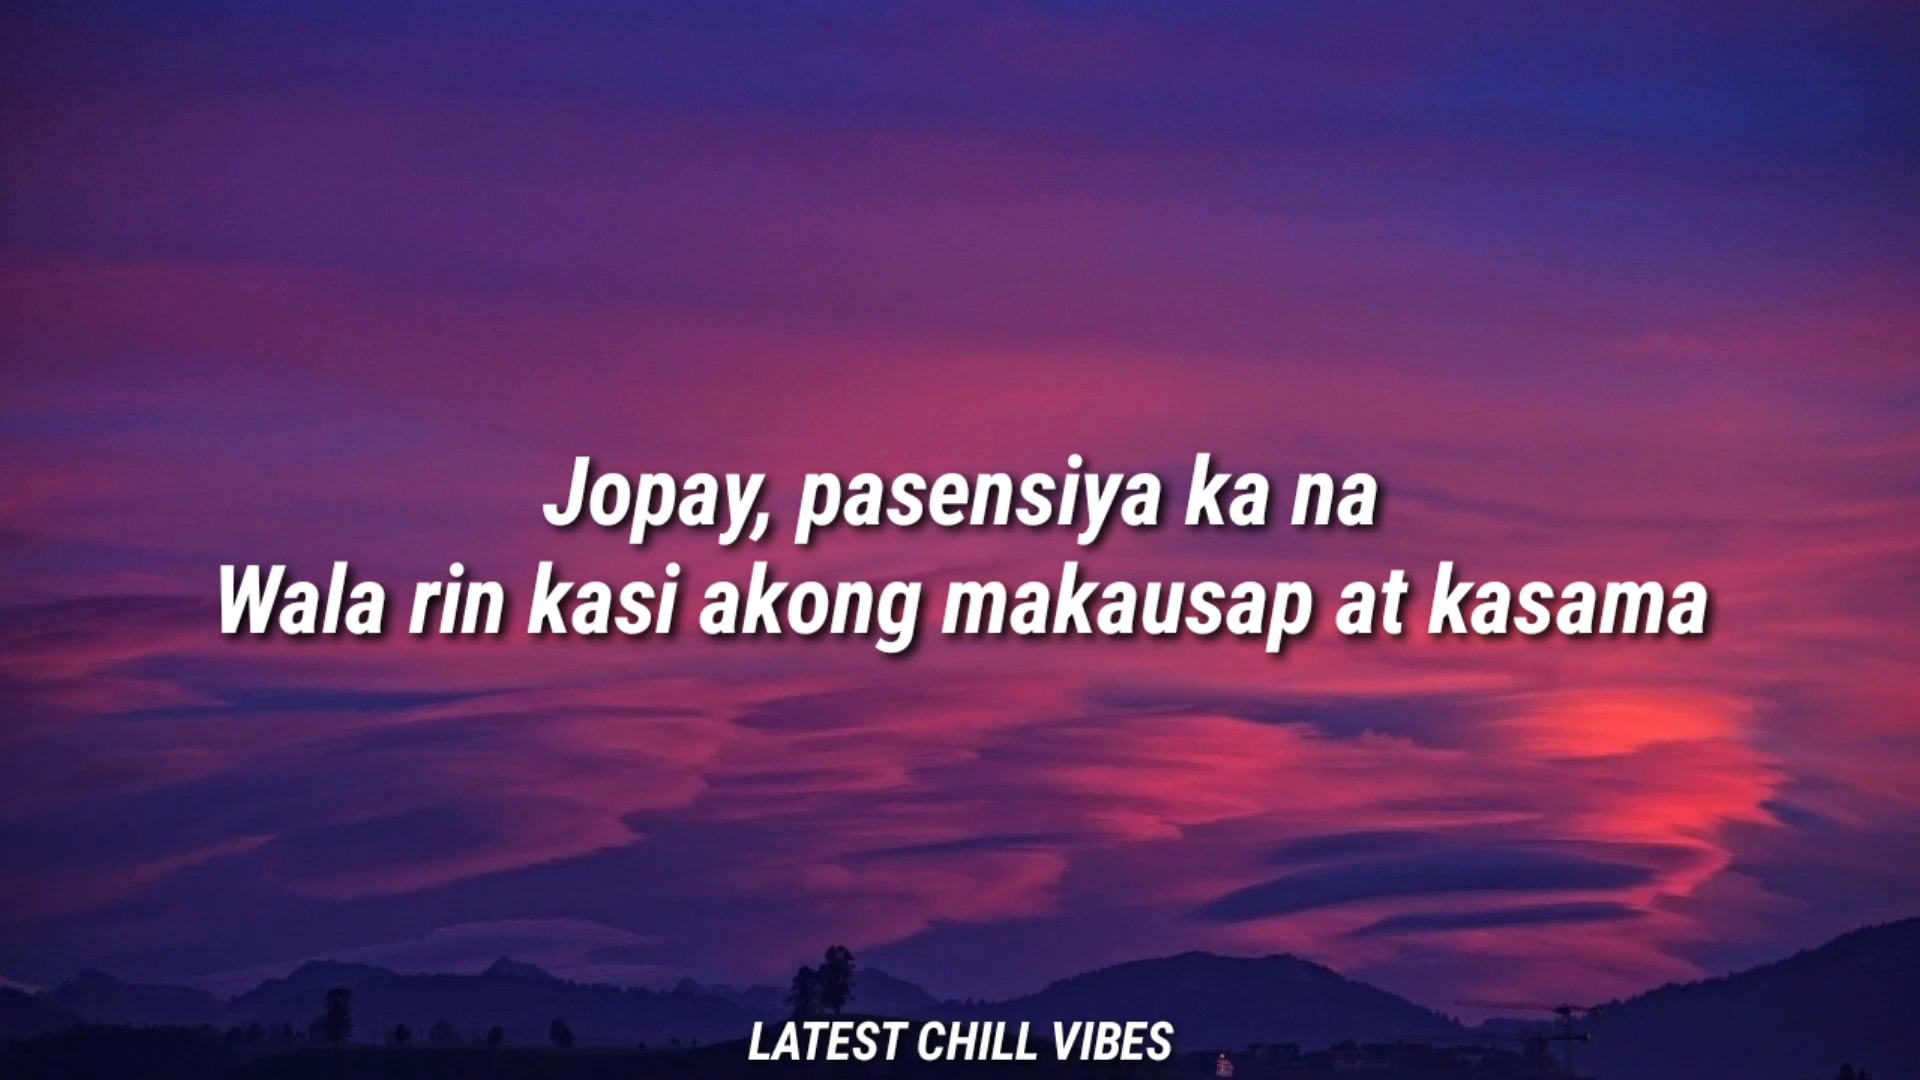 Jopay, pasensiya ka na
Wala rin kasi akong makausap at kasama
LATEST CHILL VIBES